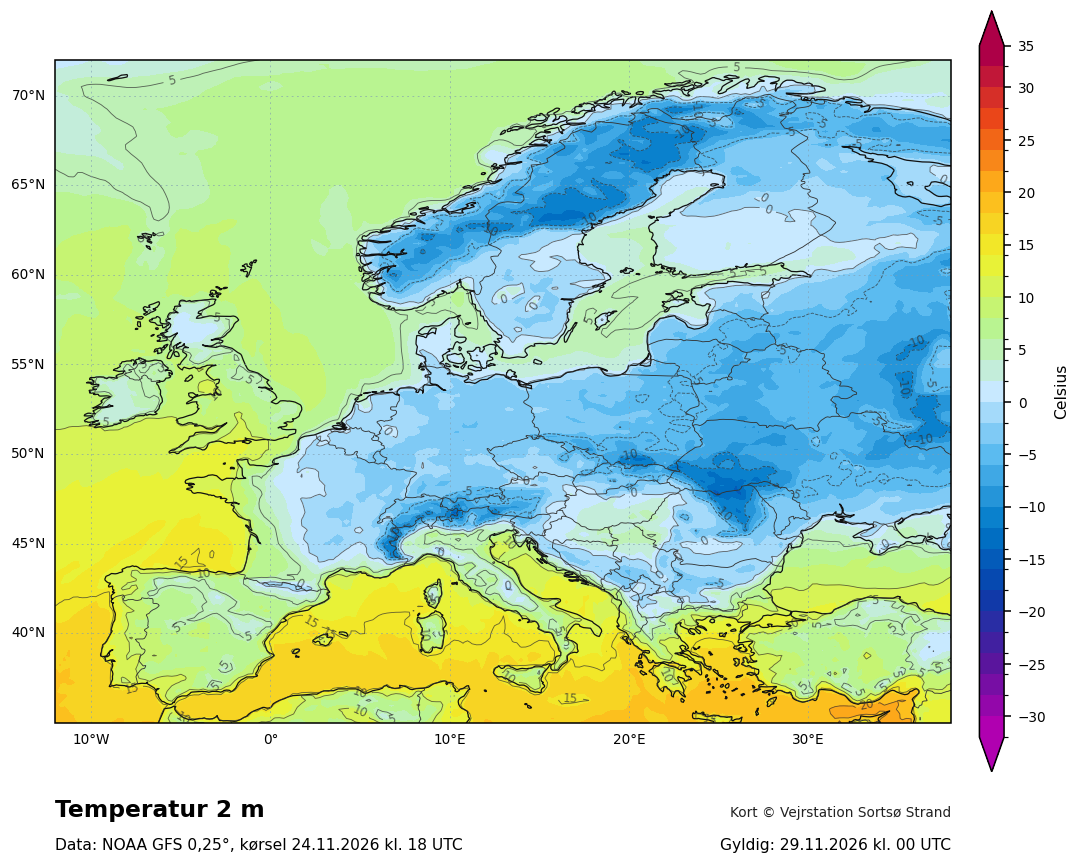 70°N
65°N
60°N
55°N
50°N
45°N
40°N
10°W
0°
10°E
20°E
30°E
35
30
25
20
15
10
5
0
−5
−10
−15
−20
−25
−30
Celsius
Temperatur 2 m
Kort © Vejrstation Sortsø Strand
Data: NOAA GFS 0,25°, kørsel 24.11.2026 kl. 18 UTC
Gyldig: 29.11.2026 kl. 00 UTC